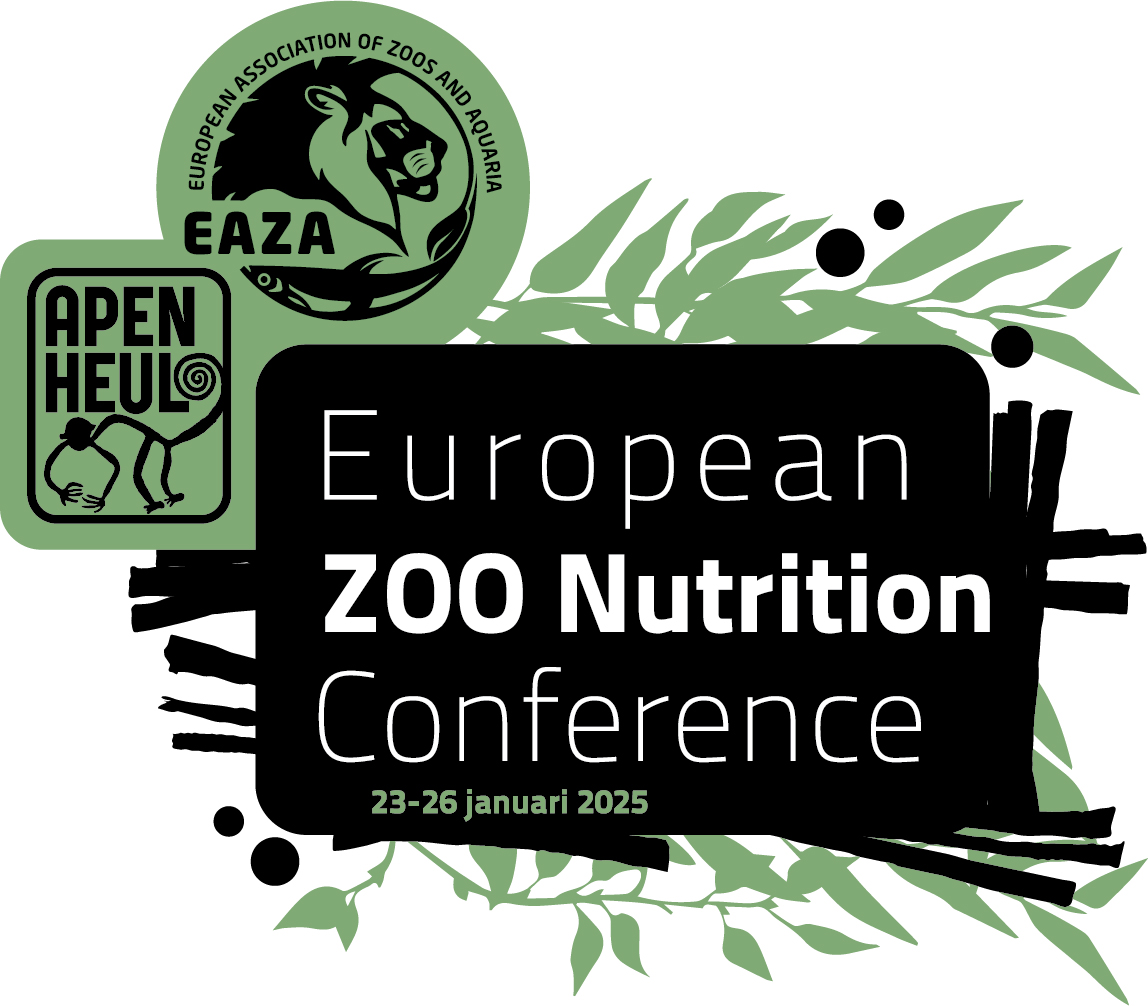 EUROPEAN ASSOCIATION OF ZOOS AND AQUARIA
EAZA
APEN
HEUL
European
ZOO Nutrition
Conference
23-26 januari 2025